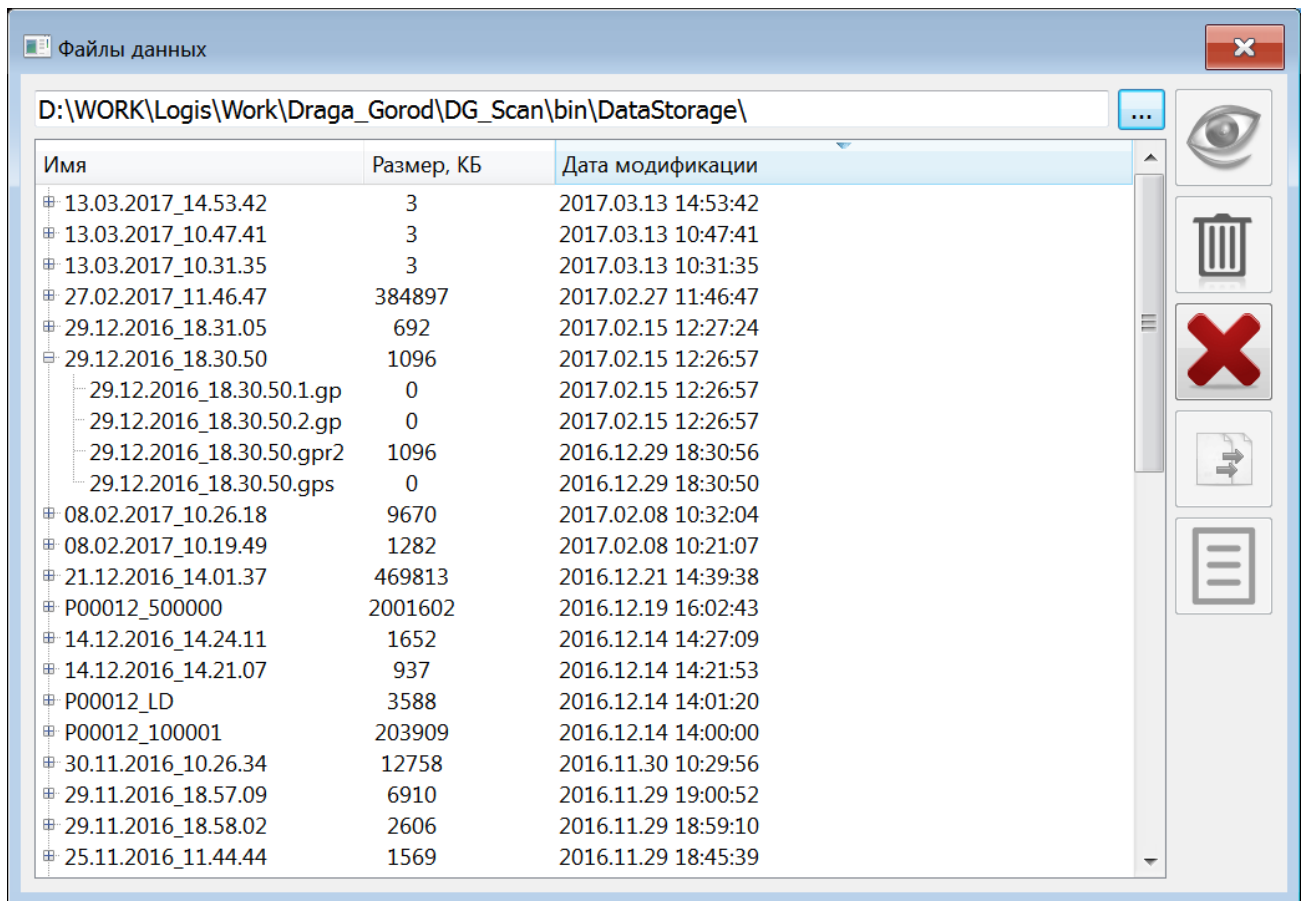 Файлы данных
D:\WORK\Logis\Work\Draga_Gorod\DG_Scan\bin\DataStorage\ ...
Имя Размер, КБ Дата модификации
13.03.2017_14.53.42 3 2017.03.13 14:53:42
13.03.2017_10.47.41 3 2017.03.13 10:47:41
13.03.2017_10.31.35 3 2017.03.13 10:31:35
27.02.2017_11.46.47 384897 2017.02.27 11:46:47
29.12.2016_18.31.05 692 2017.02.15 12:27:24
29.12.2016_18.30.50 1096 2017.02.15 12:26:57
29.12.2016_18.30.50.1.gp 0 2017.02.15 12:26:57
29.12.2016_18.30.50.2.gp 0 2017.02.15 12:26:57
29.12.2016_18.30.50.gpr2 1096 2016.12.29 18:30:56
29.12.2016_18.30.50.gps 0 2016.12.29 18:30:50
08.02.2017_10.26.18 9670 2017.02.08 10:32:04
08.02.2017_10.19.49 1282 2017.02.08 10:21:07
21.12.2016_14.01.37 469813 2016.12.21 14:39:38
P00012_500000 2001602 2016.12.19 16:02:43
14.12.2016_14.24.11 1652 2016.12.14 14:27:09
14.12.2016_14.21.07 937 2016.12.14 14:21:53
P00012_LD 3588 2016.12.14 14:01:20
P00012_100001 203909 2016.12.14 14:00:00
30.11.2016_10.26.34 12758 2016.11.30 10:29:56
29.11.2016_18.57.09 6910 2016.11.29 19:00:52
29.11.2016_18.58.02 2606 2016.11.29 18:59:10
25.11.2016_11.44.44 1569 2016.11.29 18:45:39